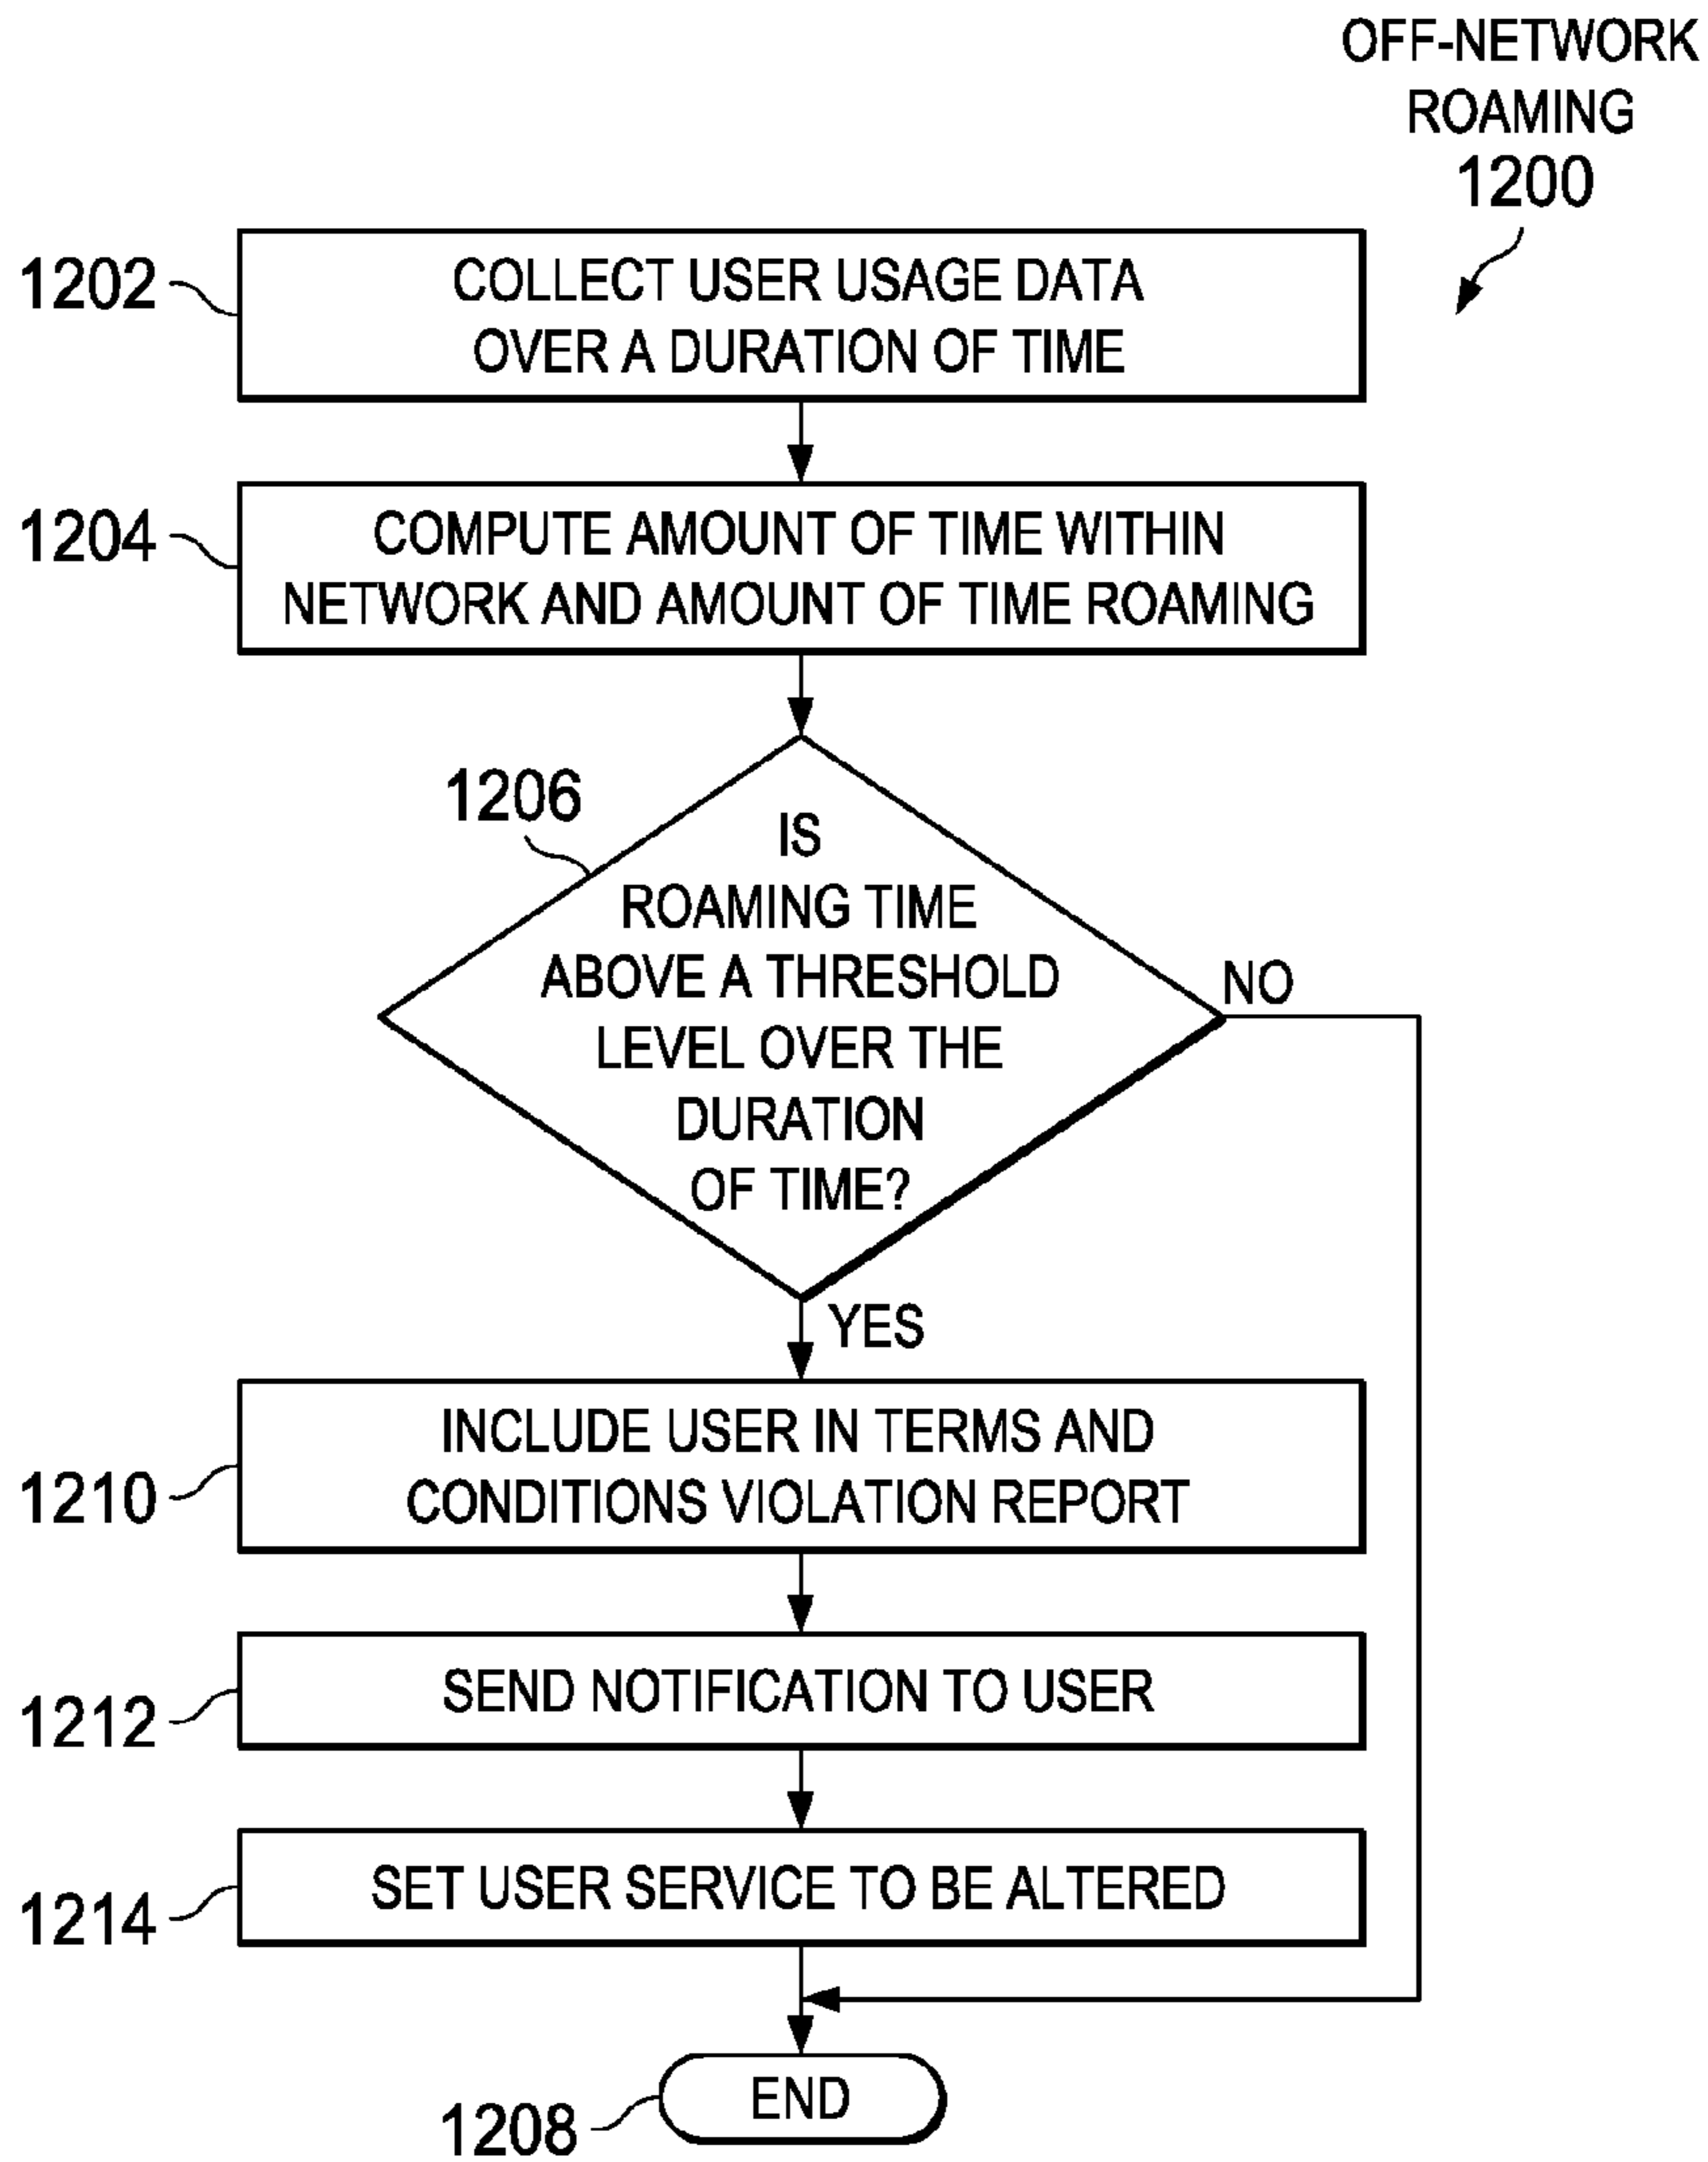 OFF-NETWORK
ROAMING
1200
1202
COLLECT USER USAGE DATA
OVER A DURATION OF TIME
1204
COMPUTE AMOUNT OF TIME WITHIN
NETWORK AND AMOUNT OF TIME ROAMING
1206
IS
ROAMING TIME
ABOVE A THRESHOLD
LEVEL OVER THE
DURATION
OF TIME?
NO
YES
1210
INCLUDE USER IN TERMS AND
CONDITIONS VIOLATION REPORT
1212
SEND NOTIFICATION TO USER
1214
SET USER SERVICE TO BE ALTERED
1208
END